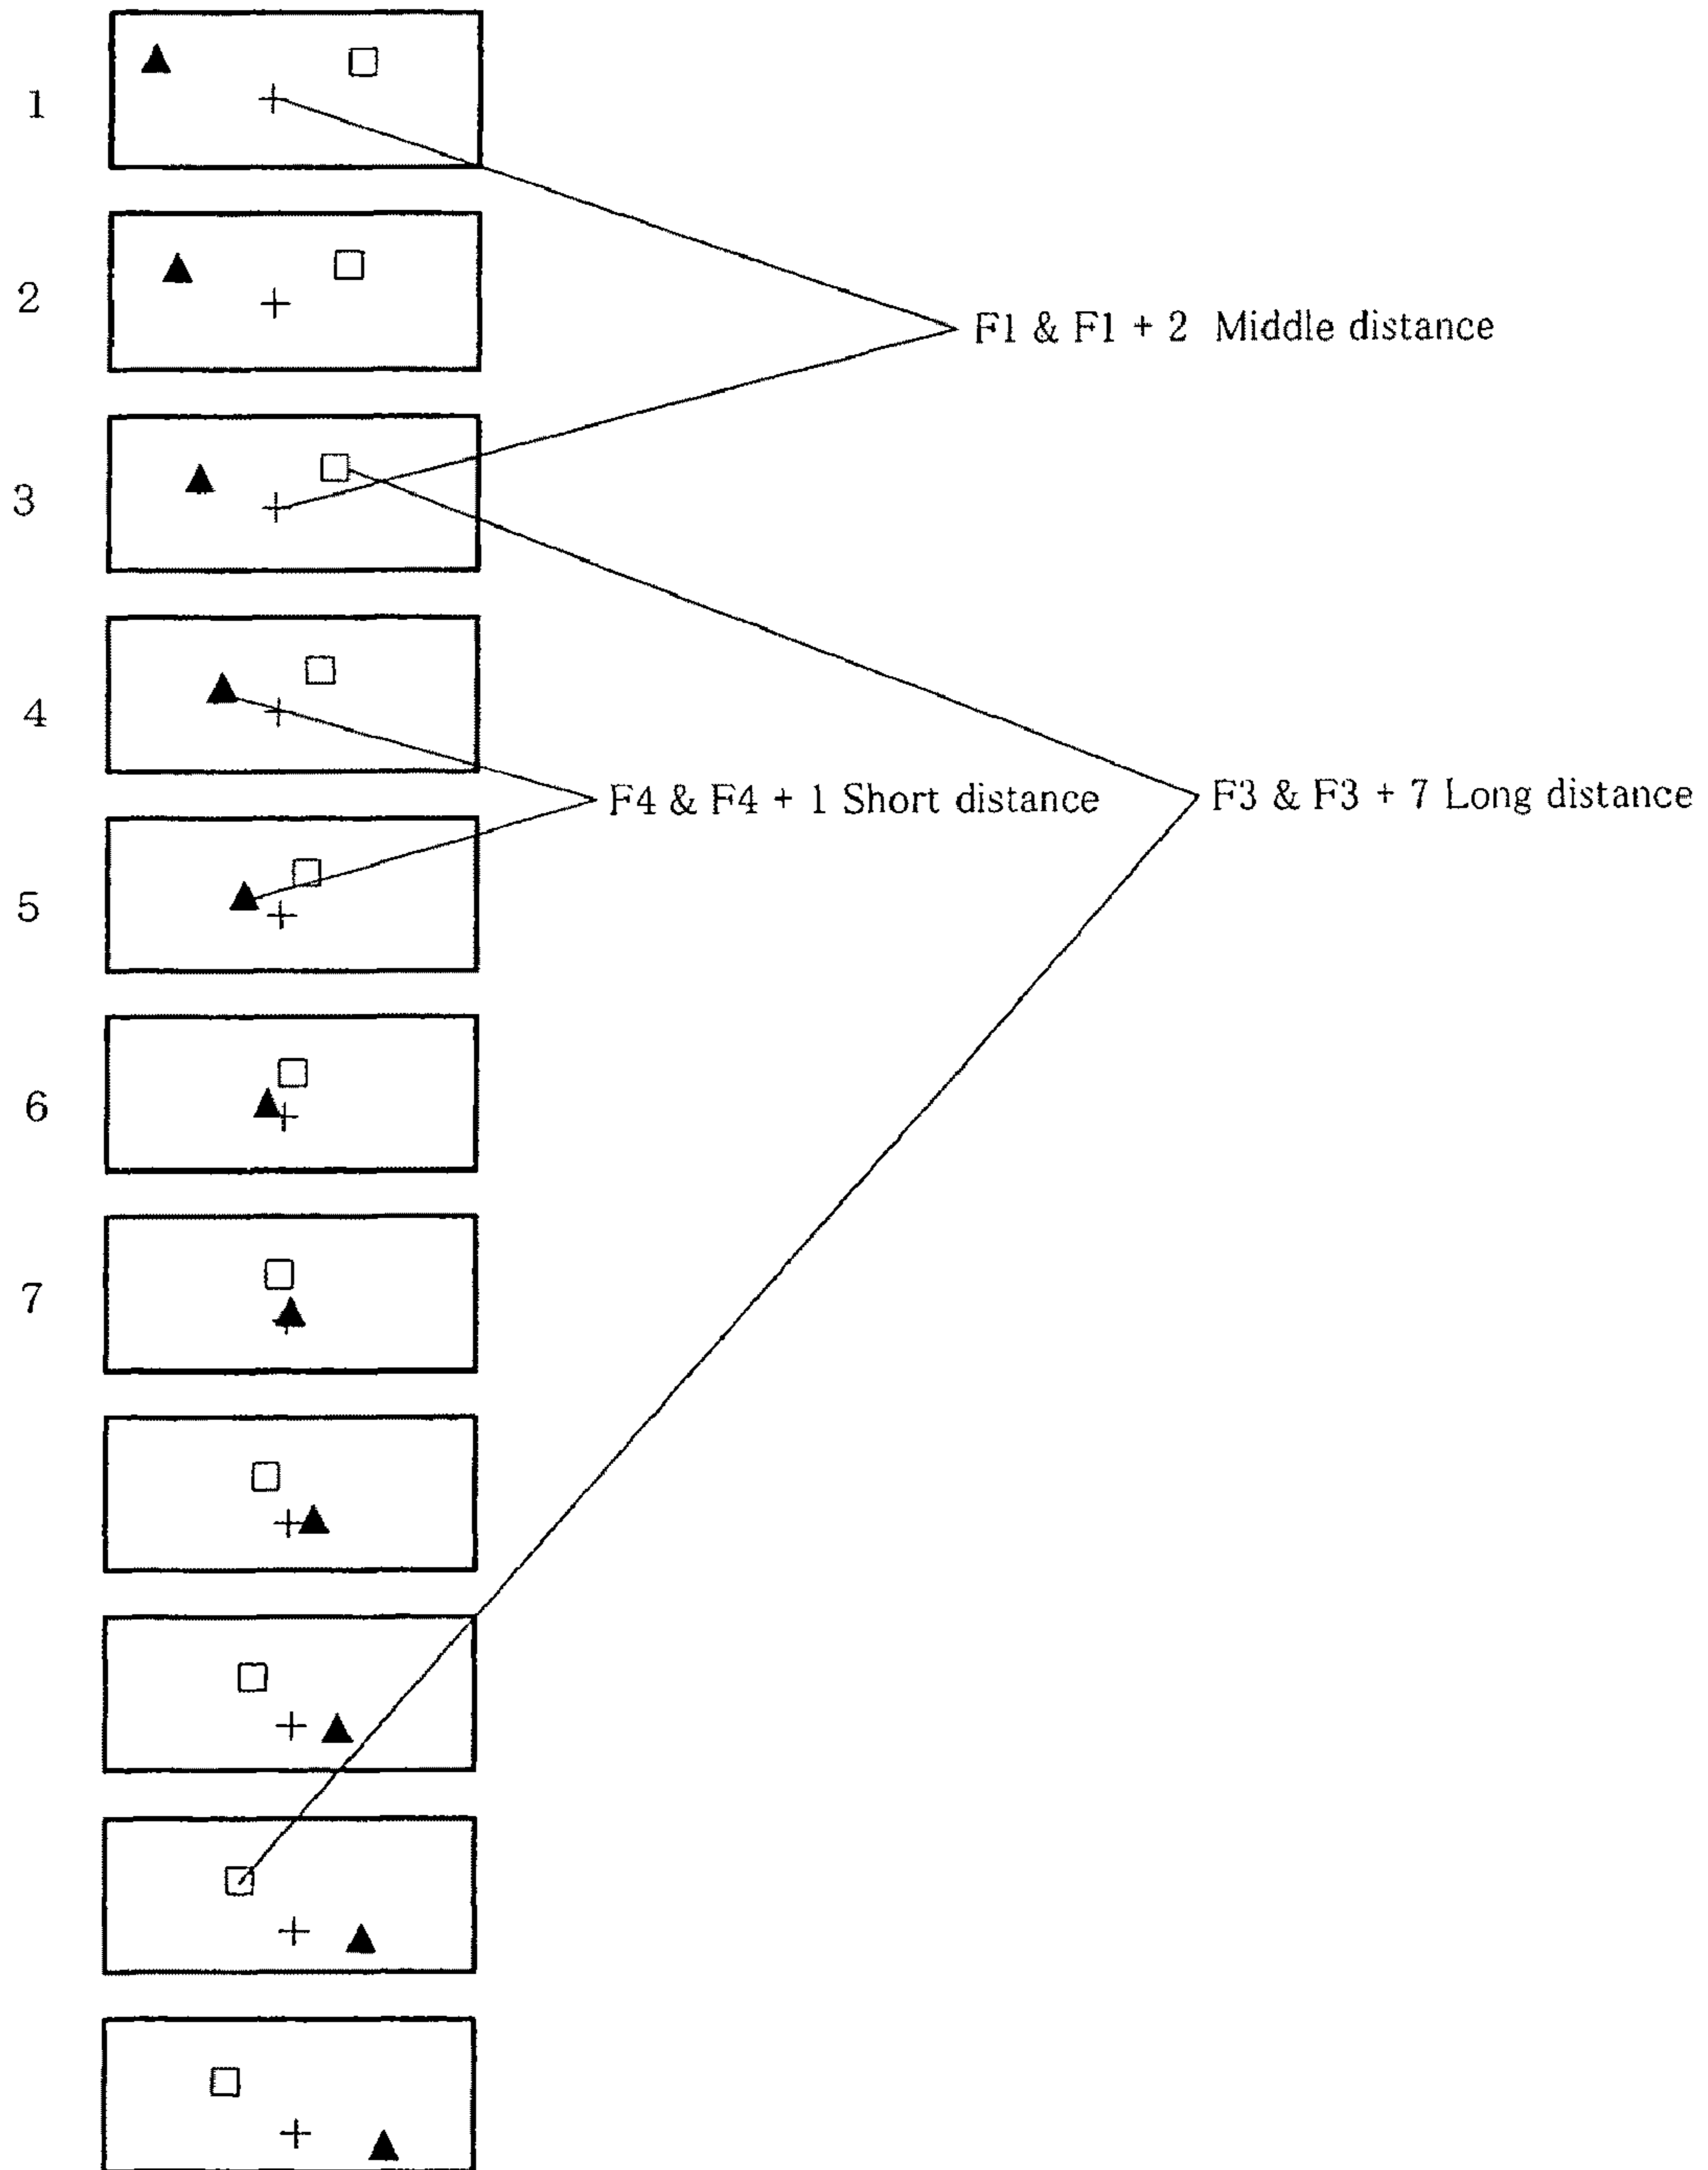 1
2
F1 & F1 + 2 Middle distance
3
4
F4 & F4 + 1 Short distance
F3 & F3 + 7 Long distance
5
6
7